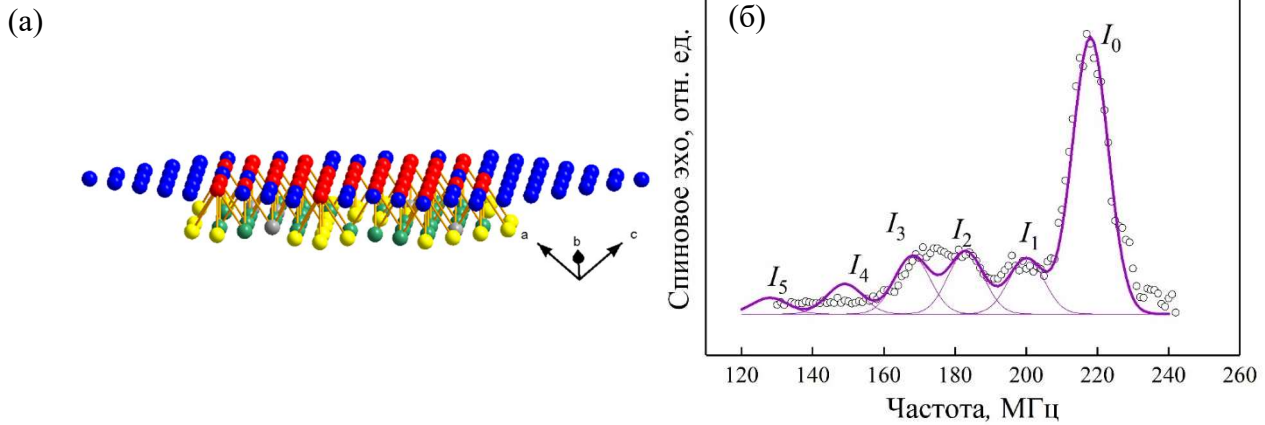 (а)
a
b
c
(б)
Спиновое эхо, отн. ед.
I0
I1
I2
I3
I4
I5
120 140 160 180 200 220 240 260
Частота, МГц